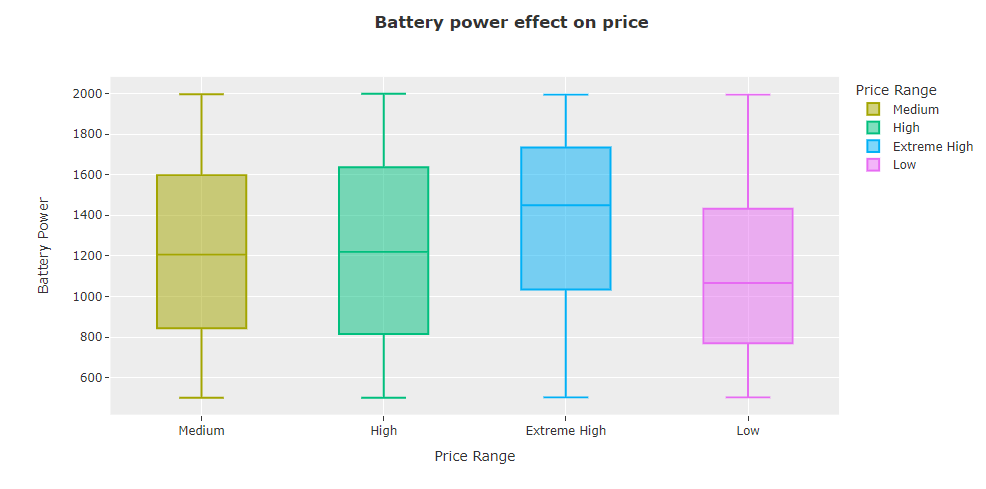 Battery power effect on price
2000
1800
1600
1400
1200
1000
800
600
Battery Power
Medium
High
Extreme High
Low
Price Range
Price Range
Medium
High
Extreme High
Low